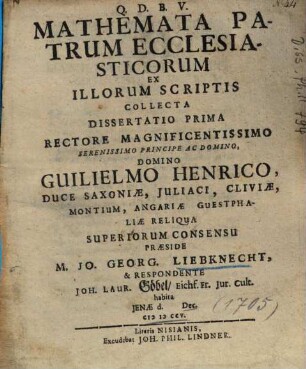 Q. D. B. V.
MATHEMATA PA-
TRUM ECCLESIA-
STICORUM
EX
ILLORUM SCRIPTIS
COLLECTA
DISSERTATIO PRIMA
RECTORE MAGNIFICENTISSIMO
SERENISSIMO PRINCIPE AC DOMINO,
DOMINO
GUILIELMO HENRICO,
DUCE SAXONIÆ, JULIACI, CLIVIÆ,
MONTIUM, ANGARIÆ GUESTPHA-
LIÆ RELIQUA
SUPERIORUM CONSENSU
PRÆSIDE
M. JO. GEORG. LIEBKNECHT,
& RESPONDENTE
JOH. LAUR. Göbel/ Eichf. Er. Jur. Cult.
habita
JENÆ d. Dec.
CIƆ IƆ CCV.
(1705)
Literis NISIANIS,
Excudebat JOH. PHIL. LINDNER.